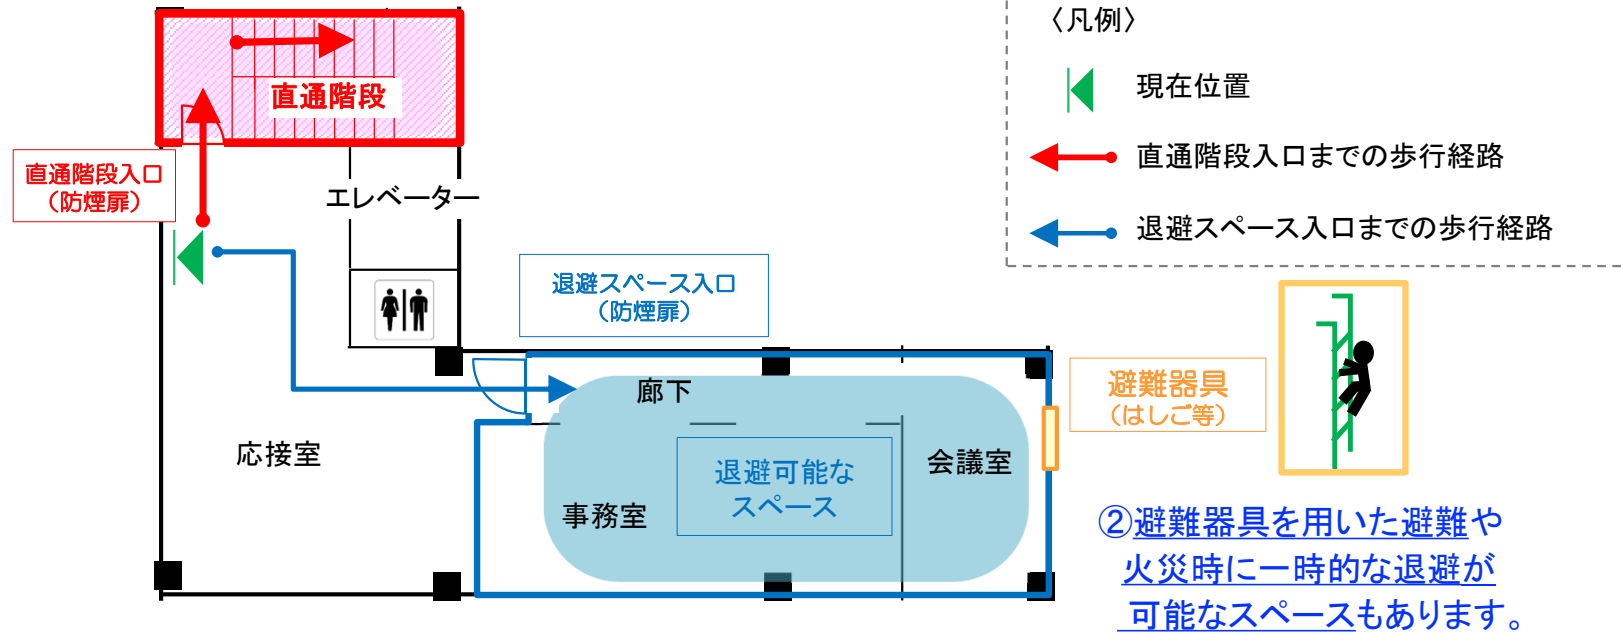 〈凡例〉
現在位置
直通階段入口までの歩行経路
退避スペース入口までの歩行経路
直通階段
直通階段入口
（防煙扉）
エレベーター
退避スペース入口
（防煙扉）
廊下
避難器具
（はしご等）
応接室
会議室
退避可能な
スペース
事務室
②避難器具を用いた避難や
火災時に一時的な退避が
可能なスペースもあります。